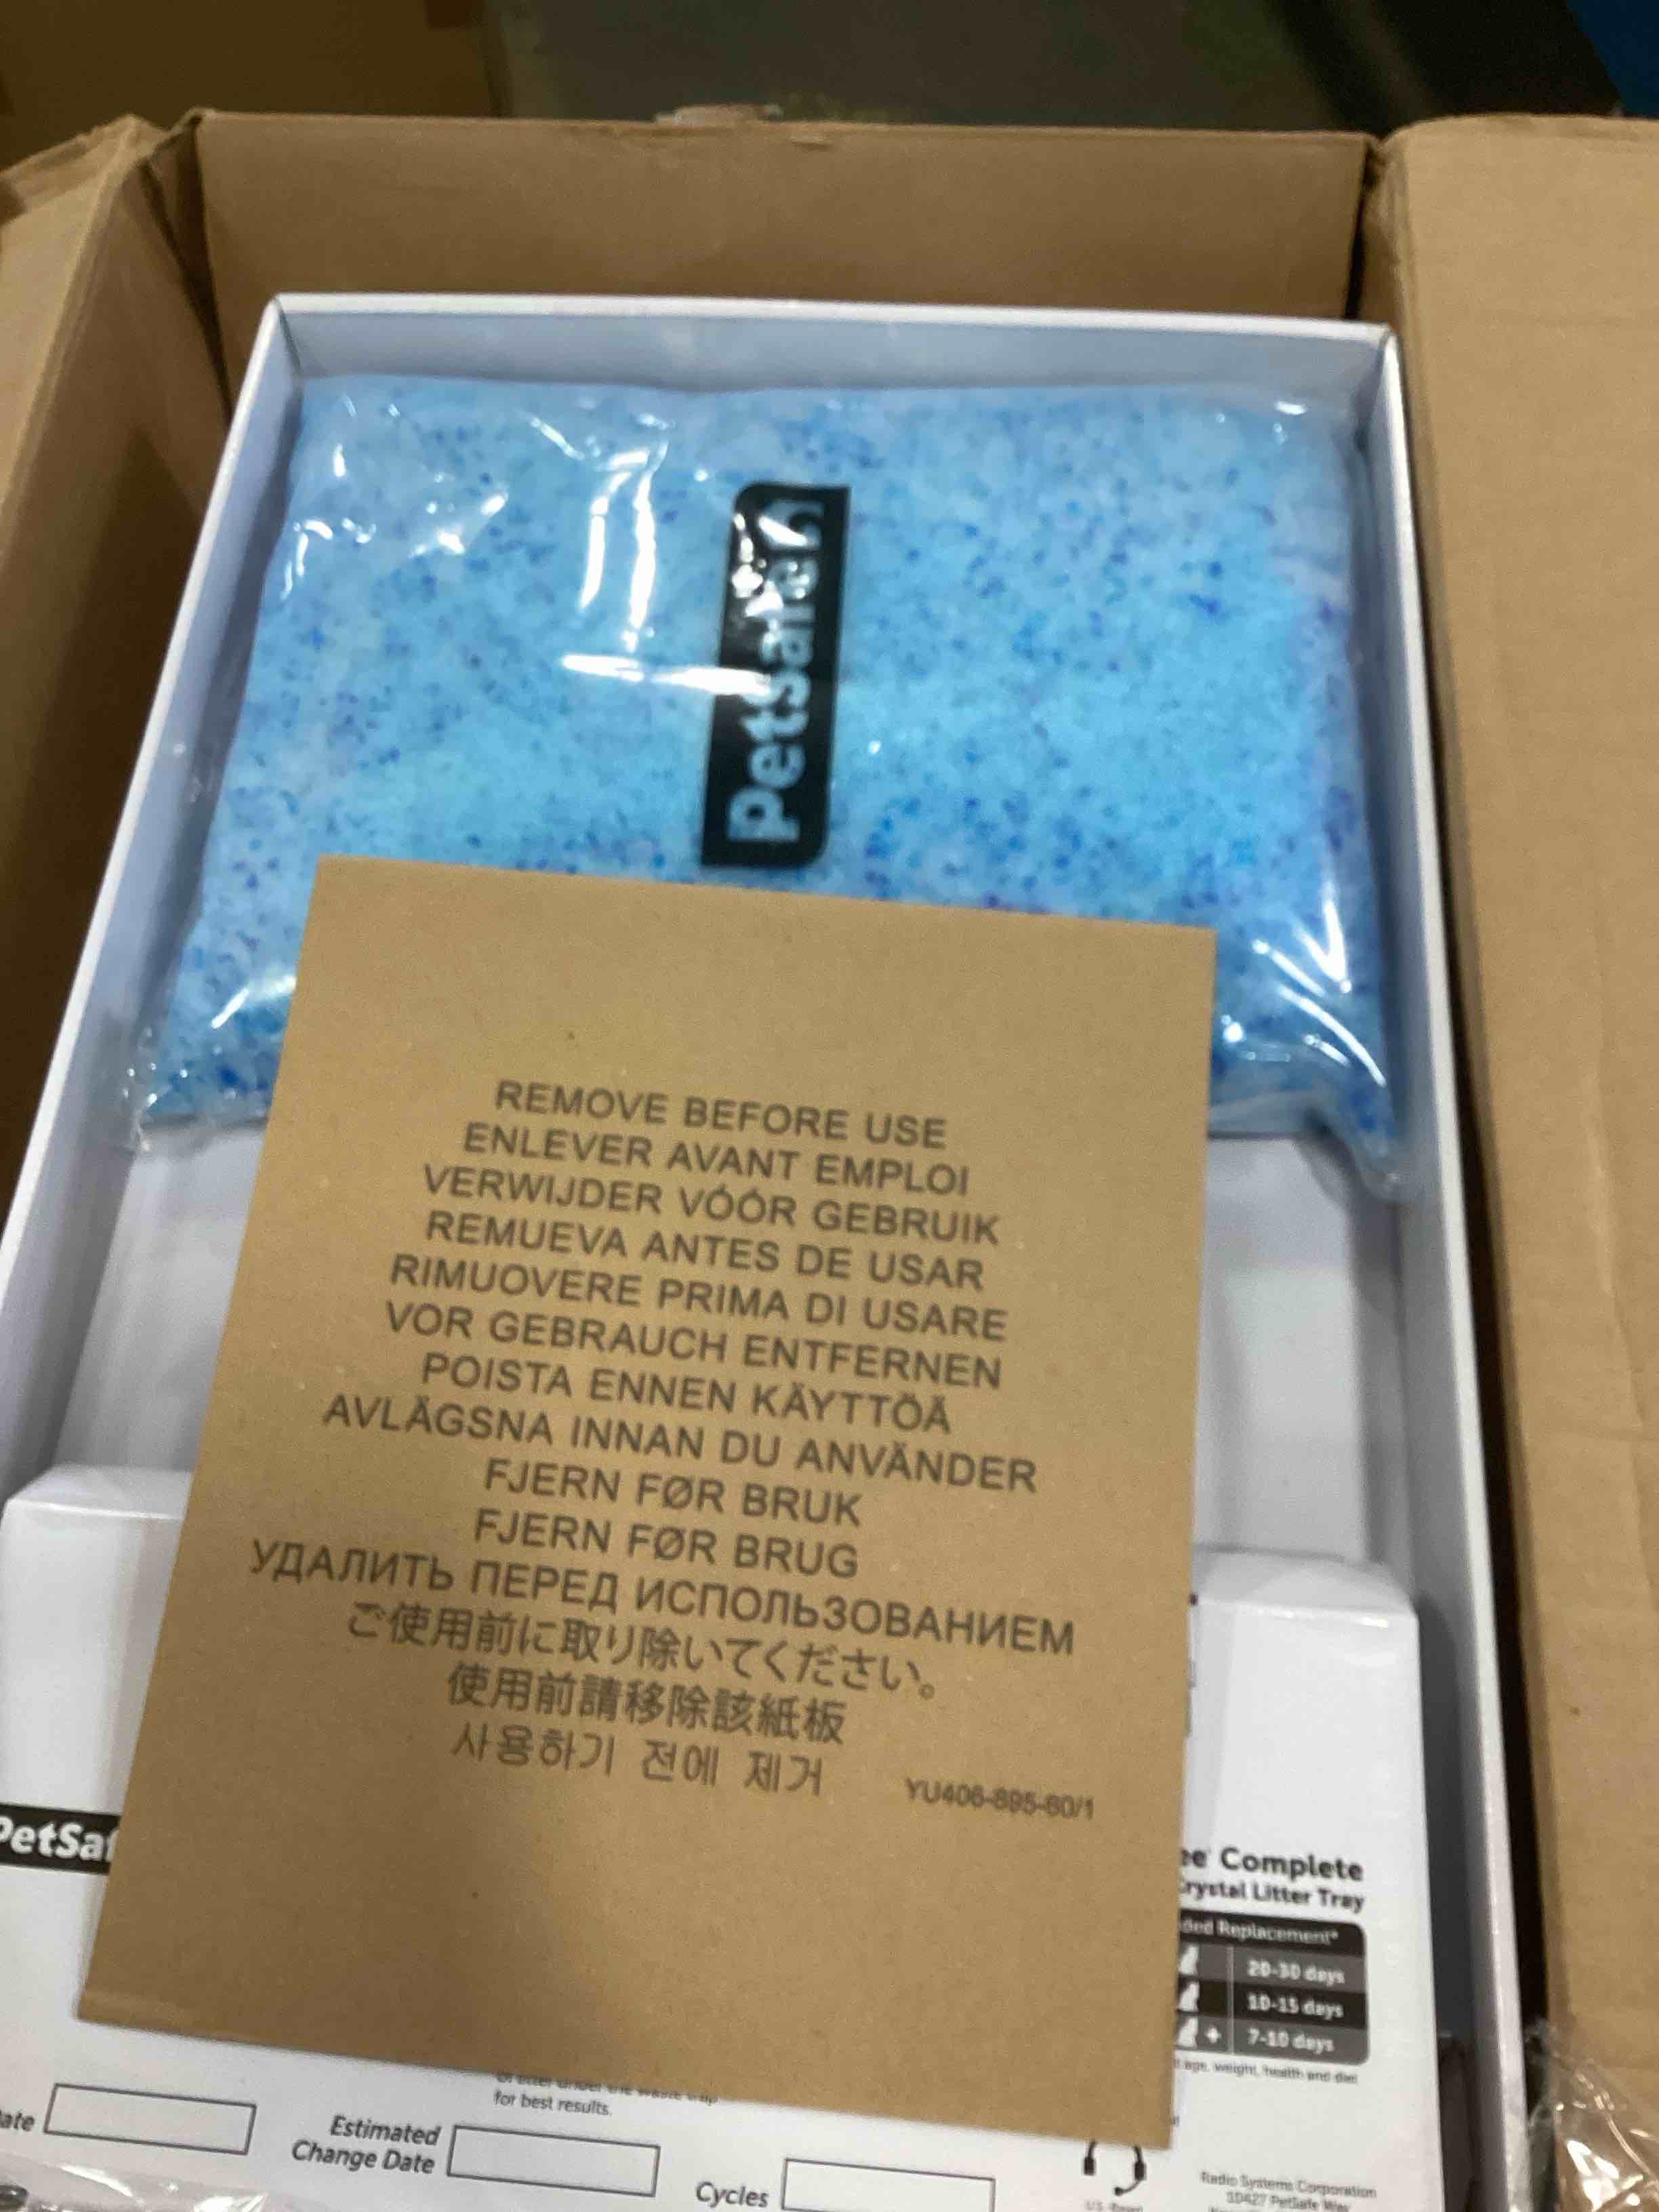 PetSafe
REMOVE BEFORE USE
ENLEVER AVANT EMPLOI
VERWIJDER VÓÓR GEBRUIK
REMUEVA ANTES DE USAR
RIMUOVERE PRIMA DI USARE
VOR GEBRAUCH ENTFERNEN
POISTA ENNEN KÄYTTÖÄ
AVLÄGSNA INNAN DU ANVÄNDER
FJERN FØR BRUK
FJERN FØR BRUG
УДАЛИТЬ ПЕРЕД ИСПОЛЬЗОВАНИЕМ
ご使用前に取り除いてください。
使用前請移除該紙板
사용하기 전에 제거
YU406-895-60/1
PetSaf
ee Complete
Crystal Litter Tray
ded Replacement*
20-30 days
10-15 days
+ 7-10 days
age, weight, health and diet
for best results.
ate
Estimated
Change Date
Cycles
Radio Systems Corporation
10427 PetSafe Way